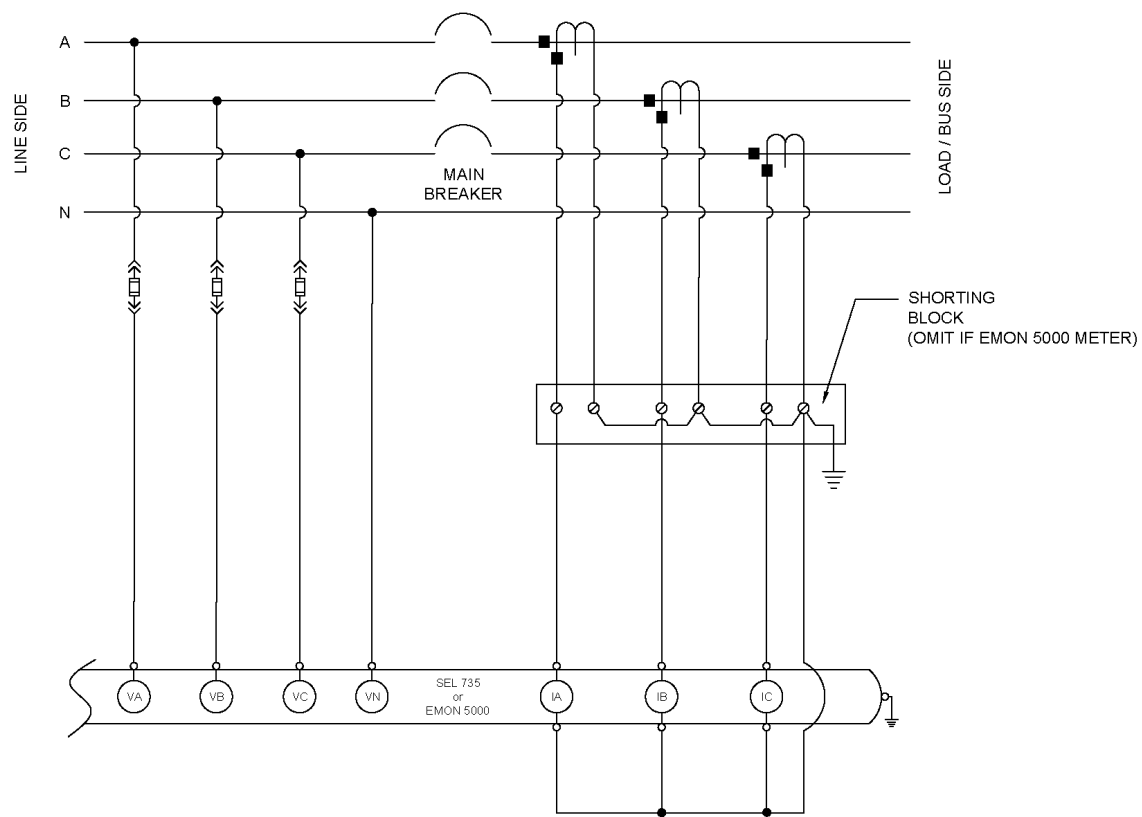 A
B
C
N
LINE SIDE
MAIN
BREAKER
LOAD / BUS SIDE
SHORTING
BLOCK
(OMIT IF EMON 5000 METER)
VA
VB
VC
VN
SEL 735
or
EMON 5000
IA
IB
IC